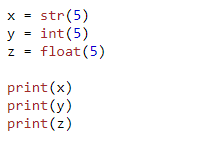 x = str(5)
y = int(5)
z = float(5)

print(x)
print(y)
print(z)